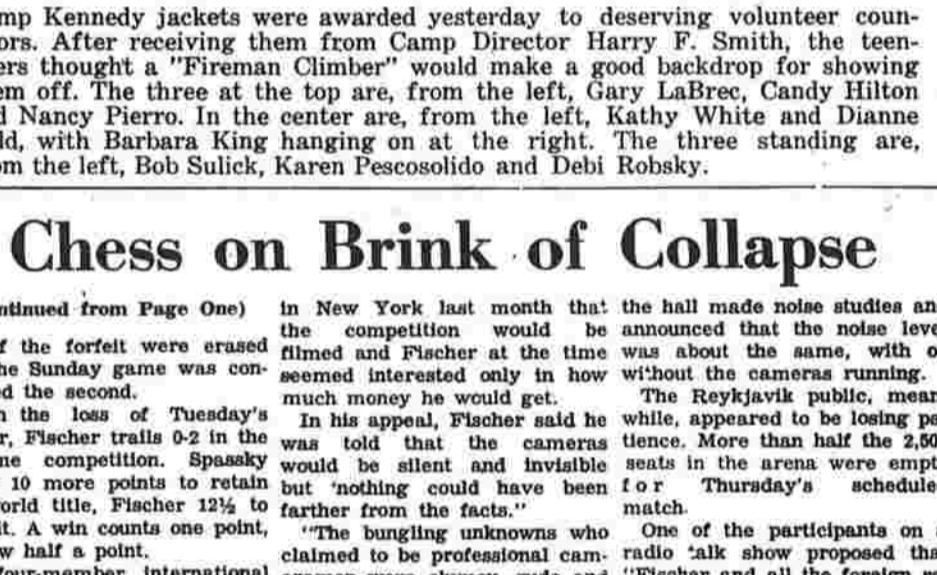 mp Kennedy jackets were awarded yesterday to deserving volunteer coun-
ors. After receiving them from Camp Director Harry F. Smith, the teen-
ers thought a "Fireman Climber" would make a good backdrop for showing
em off. The three at the top are, from the left, Gary LaBrec, Candy Hilton
d Nancy Pierro. In the center are, from the left, Kathy White and Dianne
ld, with Barbara King hanging on at the right. The three standing are,
om the left, Bob Sulick, Karen Pescosolido and Debi Robsky.
Chess on Brink of Collapse
ntinued from Page One)
f the forfeit were erased
he Sunday game was con-
d the second.
h the loss of Tuesday's
r, Fischer trails 0-2 in the
me competition. Spassky
10 more points to retain
orld title, Fischer 12½ to
it. A win counts one point,
w half a point.
four-member international
in New York last month that
the competition would be
filmed and Fischer at the time
seemed interested only in how
much money he would get.
In his appeal, Fischer said he
was told that the cameras
would be silent and invisible
but 'nothing could have been
farther from the facts."
"The bungling unknowns who
claimed to be professional cam-
the hall made noise studies an
announced that the noise leve
was about the same, with o
without the cameras running.
The Reykjavik public, mean
while, appeared to be losing pa
tience. More than half the 2,50
seats in the arena were empt
for Thursday's schedule
match.
One of the participants on a
radio talk show proposed tha
"Fischer and all the foreign